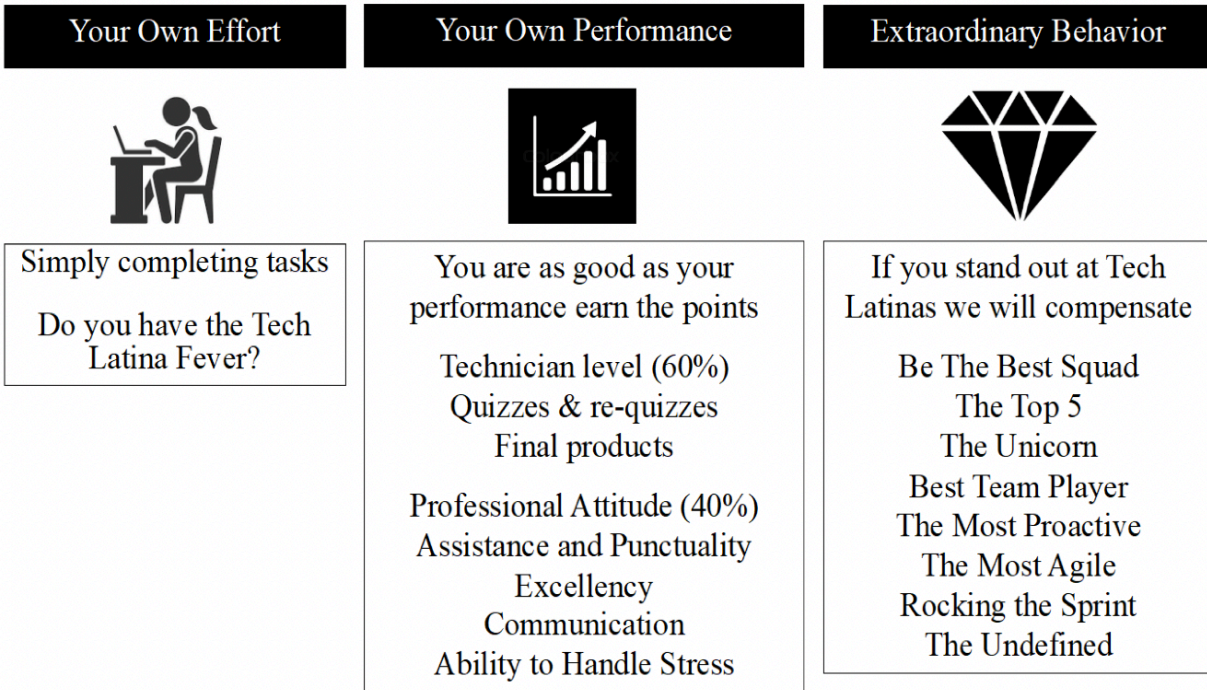 Your Own Effort
Simply completing tasks
Do you have the Tech
Latina Fever?
Your Own Performance
You are as good as your
performance earn the points
Technician level (60%)
Quizzes & re-quizzes
Final products
Professional Attitude (40%)
Assistance and Punctuality
Excellency
Communication
Ability to Handle Stress
Extraordinary Behavior
If you stand out at Tech
Latinas we will compensate
Be The Best Squad
The Top 5
The Unicorn
Best Team Player
The Most Proactive
The Most Agile
Rocking the Sprint
The Undefined